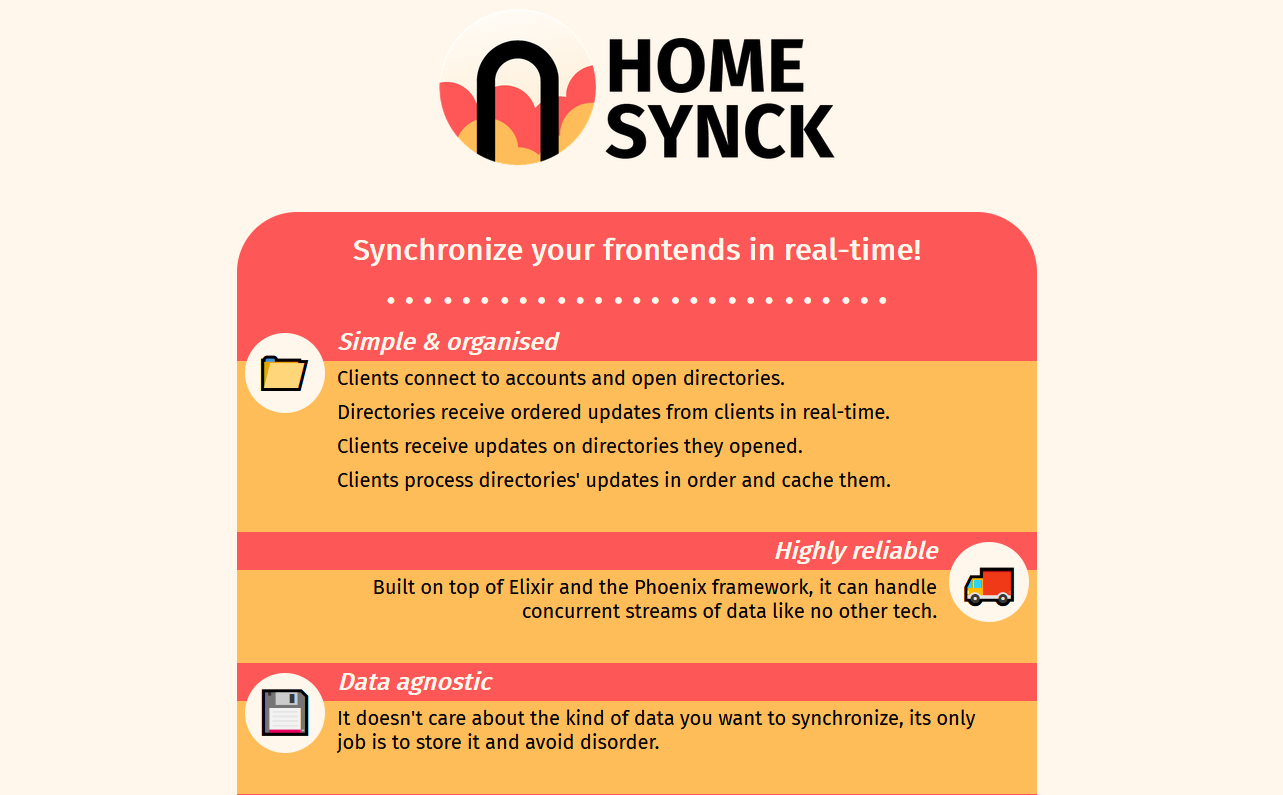 HOME
SYNCK
Synchronize your frontends in real-time!
Simple & organised
Clients connect to accounts and open directories.
Directories receive ordered updates from clients in real-time.
Clients receive updates on directories they opened.
Clients process directories' updates in order and cache them.
Highly reliable
Built on top of Elixir and the Phoenix framework, it can handle
concurrent streams of data like no other tech.
Data agnostic
It doesn't care about the kind of data you want to synchronize, its only
job is to store it and avoid disorder.